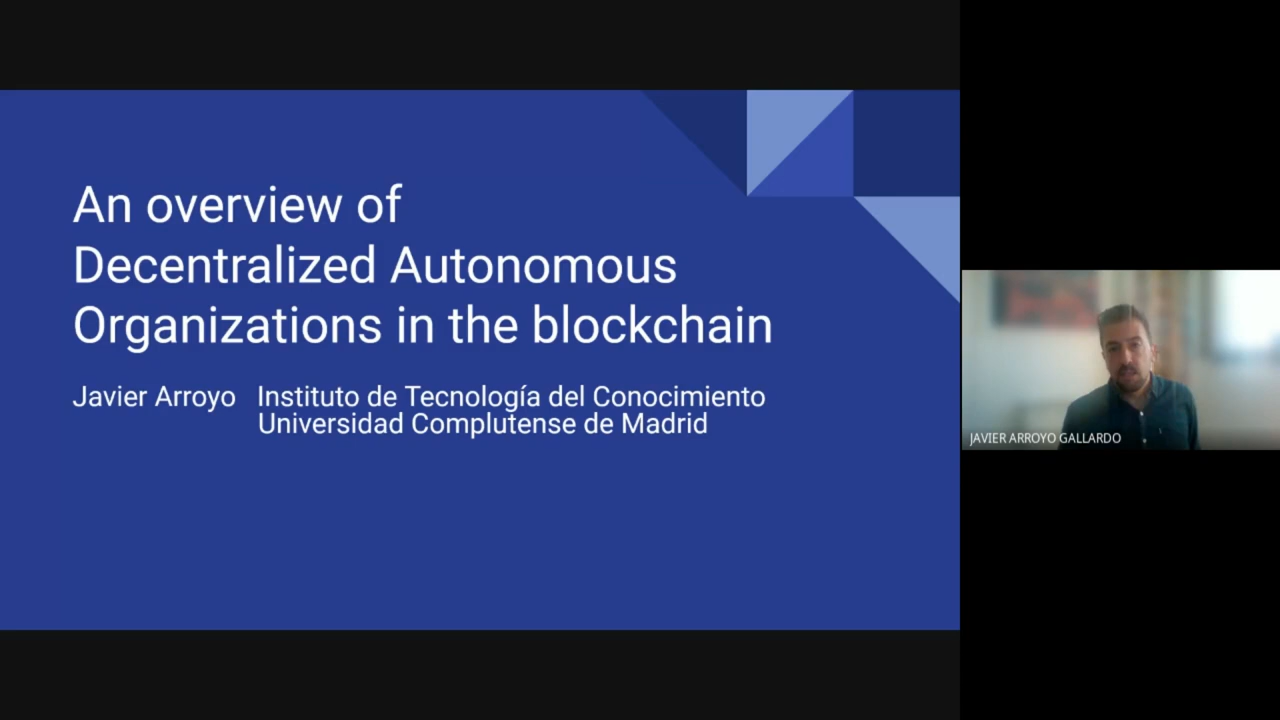 An overview of
Decentralized Autonomous
Organizations in the blockchain
Javier Arroyo Instituto de Tecnología del Conocimiento
Universidad Complutense de Madrid
JAVIER ARROYO GALLARDO